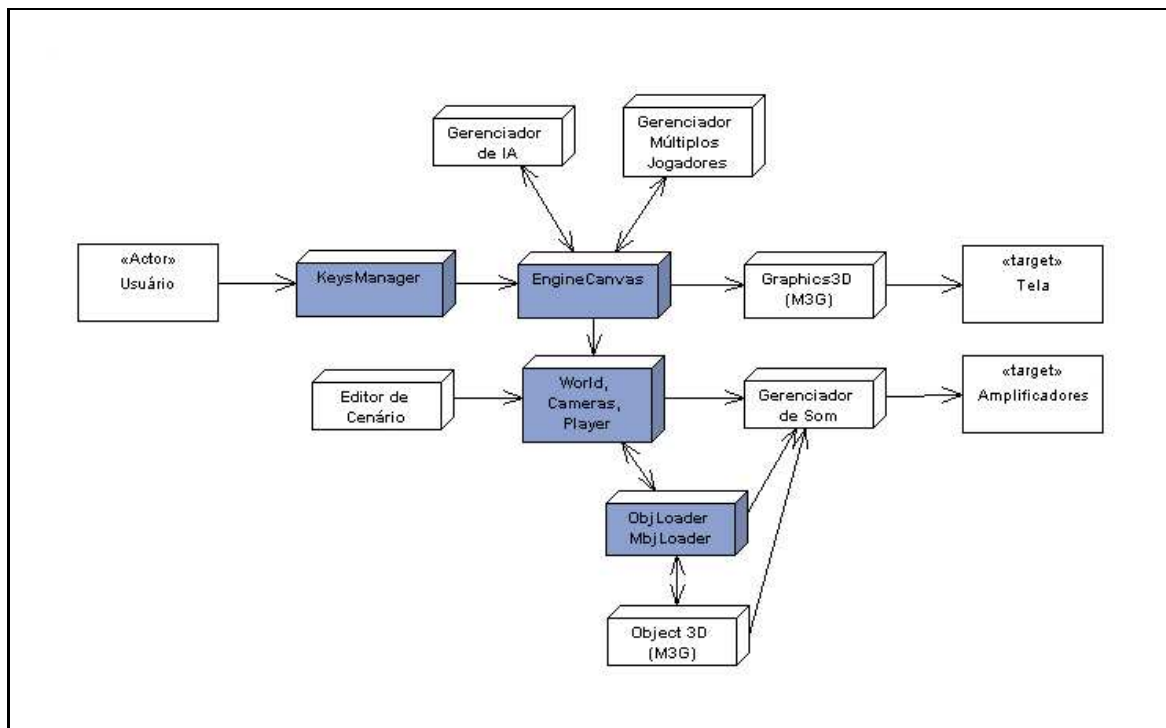 Gerenciador
de IA
Gerenciador
Múltiplos
Jogadores
«Actor»
Usuário
KeysManager
EngineCanvas
Graphics3D
(M3G)
«target»
Tela
Editor de
Cenário
World,
Cameras,
Player
Gerenciador
de Som
«target»
Amplificadores
ObjLoader
MbjLoader
Object 3D
(M3G)